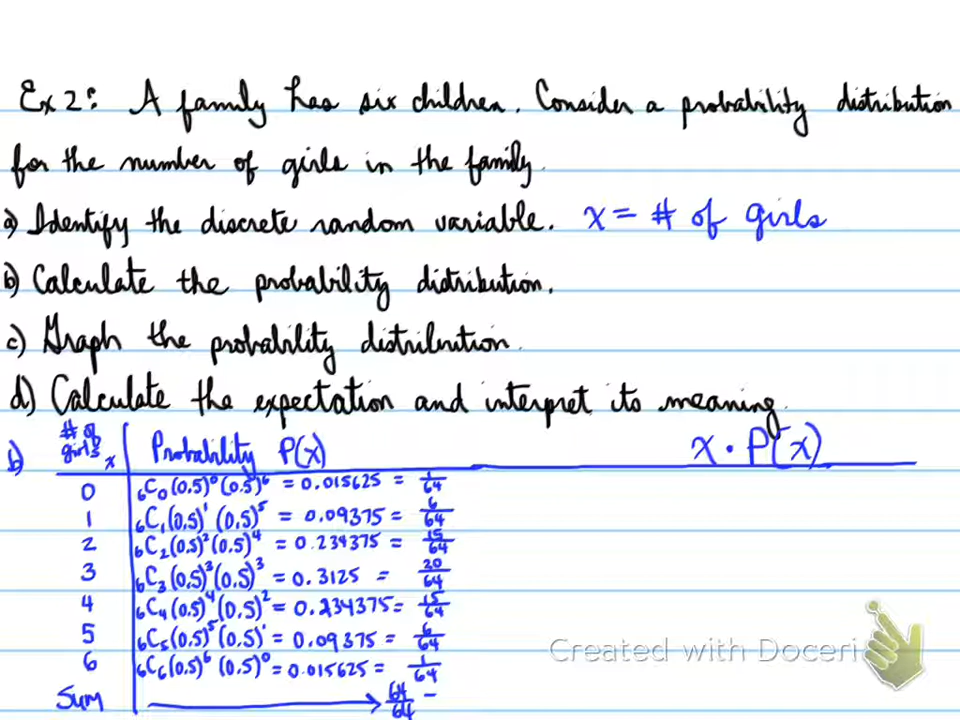 Ex 2: A family has six children. Consider a probability distribution
for the number of girls in the family.
a) Identify the discrete random variable. x = # of girls
b) Calculate the probability distribution.
c) Graph the probability distribution.
d) Calculate the expectation and interpret its meaning.
b) # of girls x Probability P(x) x · P(x)
0 ₆C₀(0.5)⁰(0.5)⁶ = 0.015625 = 1/64
1 ₆C₁(0.5)¹(0.5)⁵ = 0.09375 = 6/64
2 ₆C₂(0.5)²(0.5)⁴ = 0.234375 = 15/64
3 ₆C₃(0.5)³(0.5)³ = 0.3125 = 20/64
4 ₆C₄(0.5)⁴(0.5)² = 0.234375 = 15/64
5 ₆C₅(0.5)⁵(0.5)¹ = 0.09375 = 6/64
6 ₆C₆(0.5)⁶(0.5)⁰ = 0.015625 = 1/64
Sum → 64/64 =
Created with Doceri